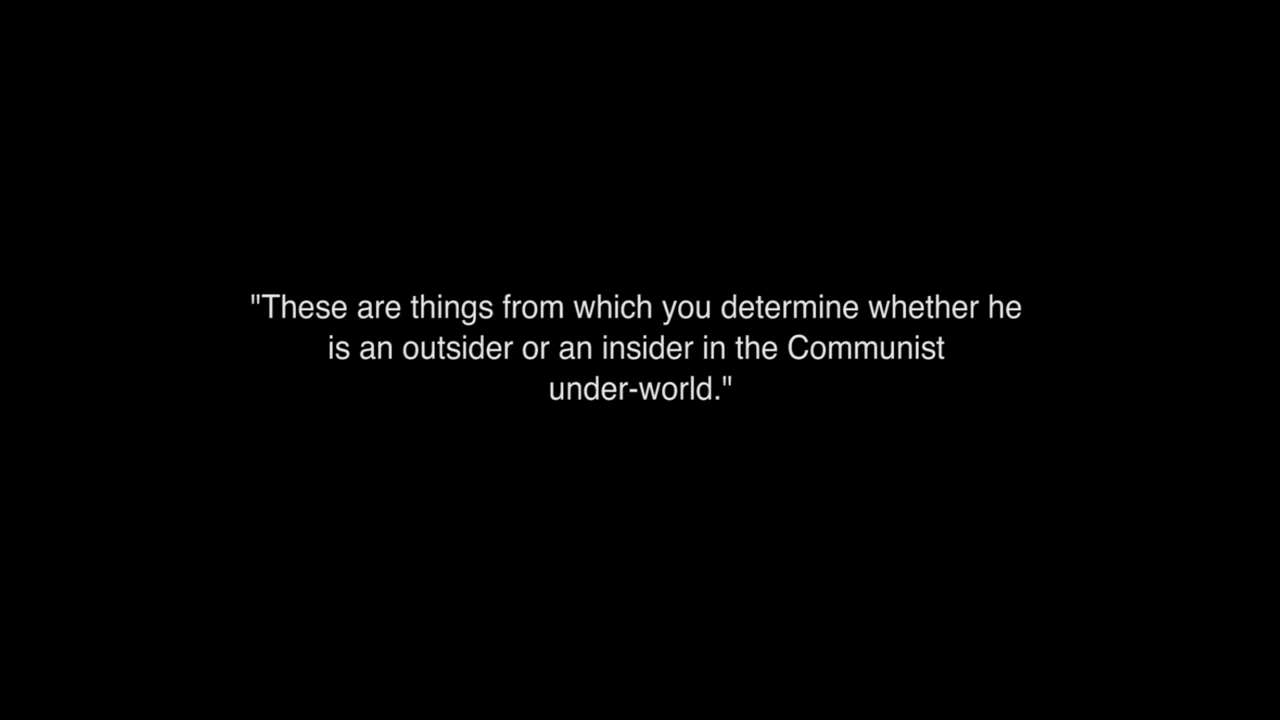 "These are things from which you determine whether he
is an outsider or an insider in the Communist
under-world."